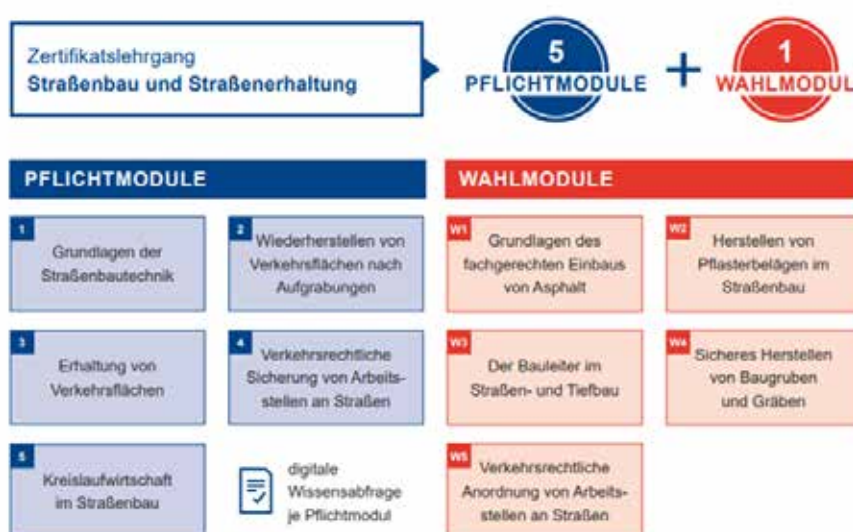 Zertifikatslehrgang
Straßenbau und Straßenerhaltung
5
PFLICHTMODULE
+
1
WAHLMODUL
PFLICHTMODULE
1
Grundlagen der
Straßenbautechnik
2
Wiederherstellen von
Verkehrsflächen nach
Aufgrabungen
3
Erhaltung von
Verkehrsflächen
4
Verkehrsrechtliche
Sicherung von Arbeits-
stellen an Straßen
5
Kreislaufwirtschaft
im Straßenbau
digitale
Wissensabfrage
je Pflichtmodul
WAHLMODULE
W1
Grundlagen des
fachgerechten Einbaus
von Asphalt
W2
Herstellen von
Pflasterbelägen im
Straßenbau
W3
Der Bauleiter im
Straßen- und Tiefbau
W4
Sicheres Herstellen
von Baugruben
und Gräben
W5
Verkehrsrechtliche
Anordnung von Arbeits-
stellen an Straßen